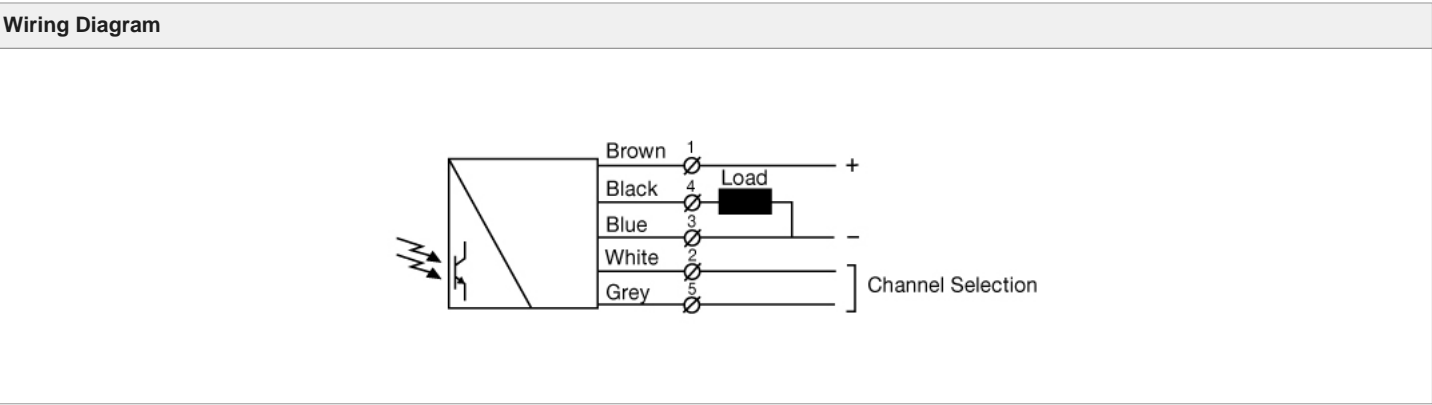 Wiring Diagram
Brown 1 +
Black 4 Load
Blue 3 −
White 2
Grey 5
Channel Selection